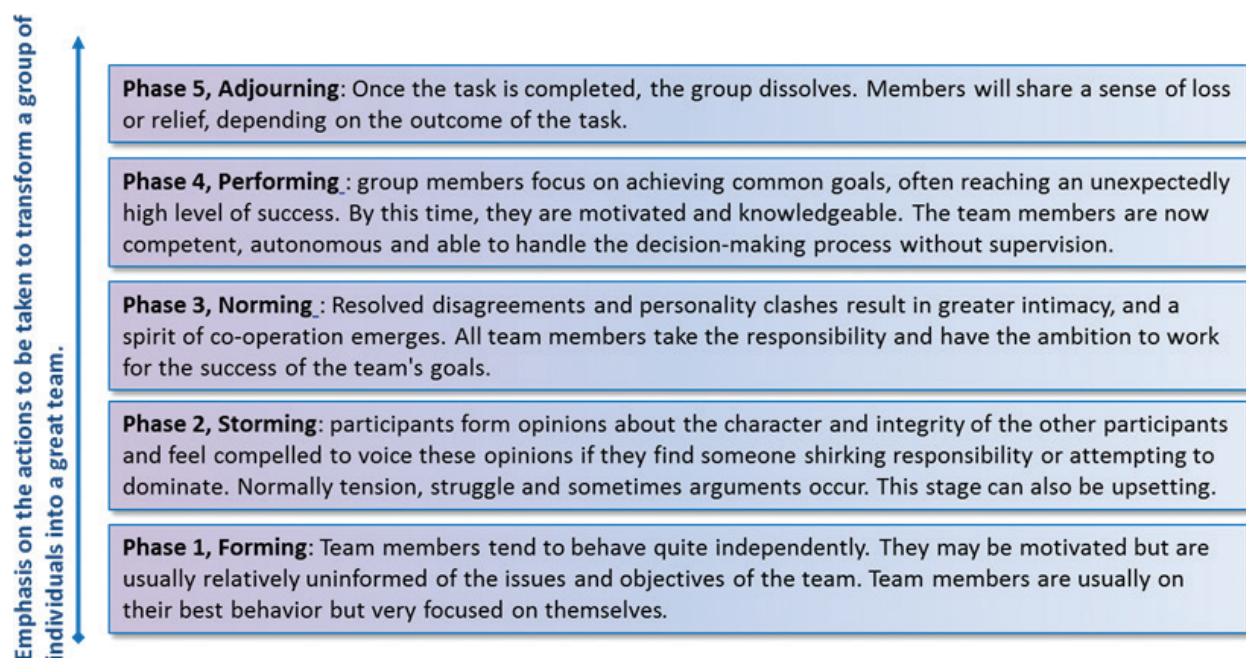 Emphasis on the actions to be taken to transform a group of
individuals into a great team.
Phase 5, Adjourning: Once the task is completed, the group dissolves. Members will share a sense of loss
or relief, depending on the outcome of the task.
Phase 4, Performing : group members focus on achieving common goals, often reaching an unexpectedly
high level of success. By this time, they are motivated and knowledgeable. The team members are now
competent, autonomous and able to handle the decision-making process without supervision.
Phase 3, Norming : Resolved disagreements and personality clashes result in greater intimacy, and a
spirit of co-operation emerges. All team members take the responsibility and have the ambition to work
for the success of the team's goals.
Phase 2, Storming: participants form opinions about the character and integrity of the other participants
and feel compelled to voice these opinions if they find someone shirking responsibility or attempting to
dominate. Normally tension, struggle and sometimes arguments occur. This stage can also be upsetting.
Phase 1, Forming: Team members tend to behave quite independently. They may be motivated but are
usually relatively uninformed of the issues and objectives of the team. Team members are usually on
their best behavior but very focused on themselves.